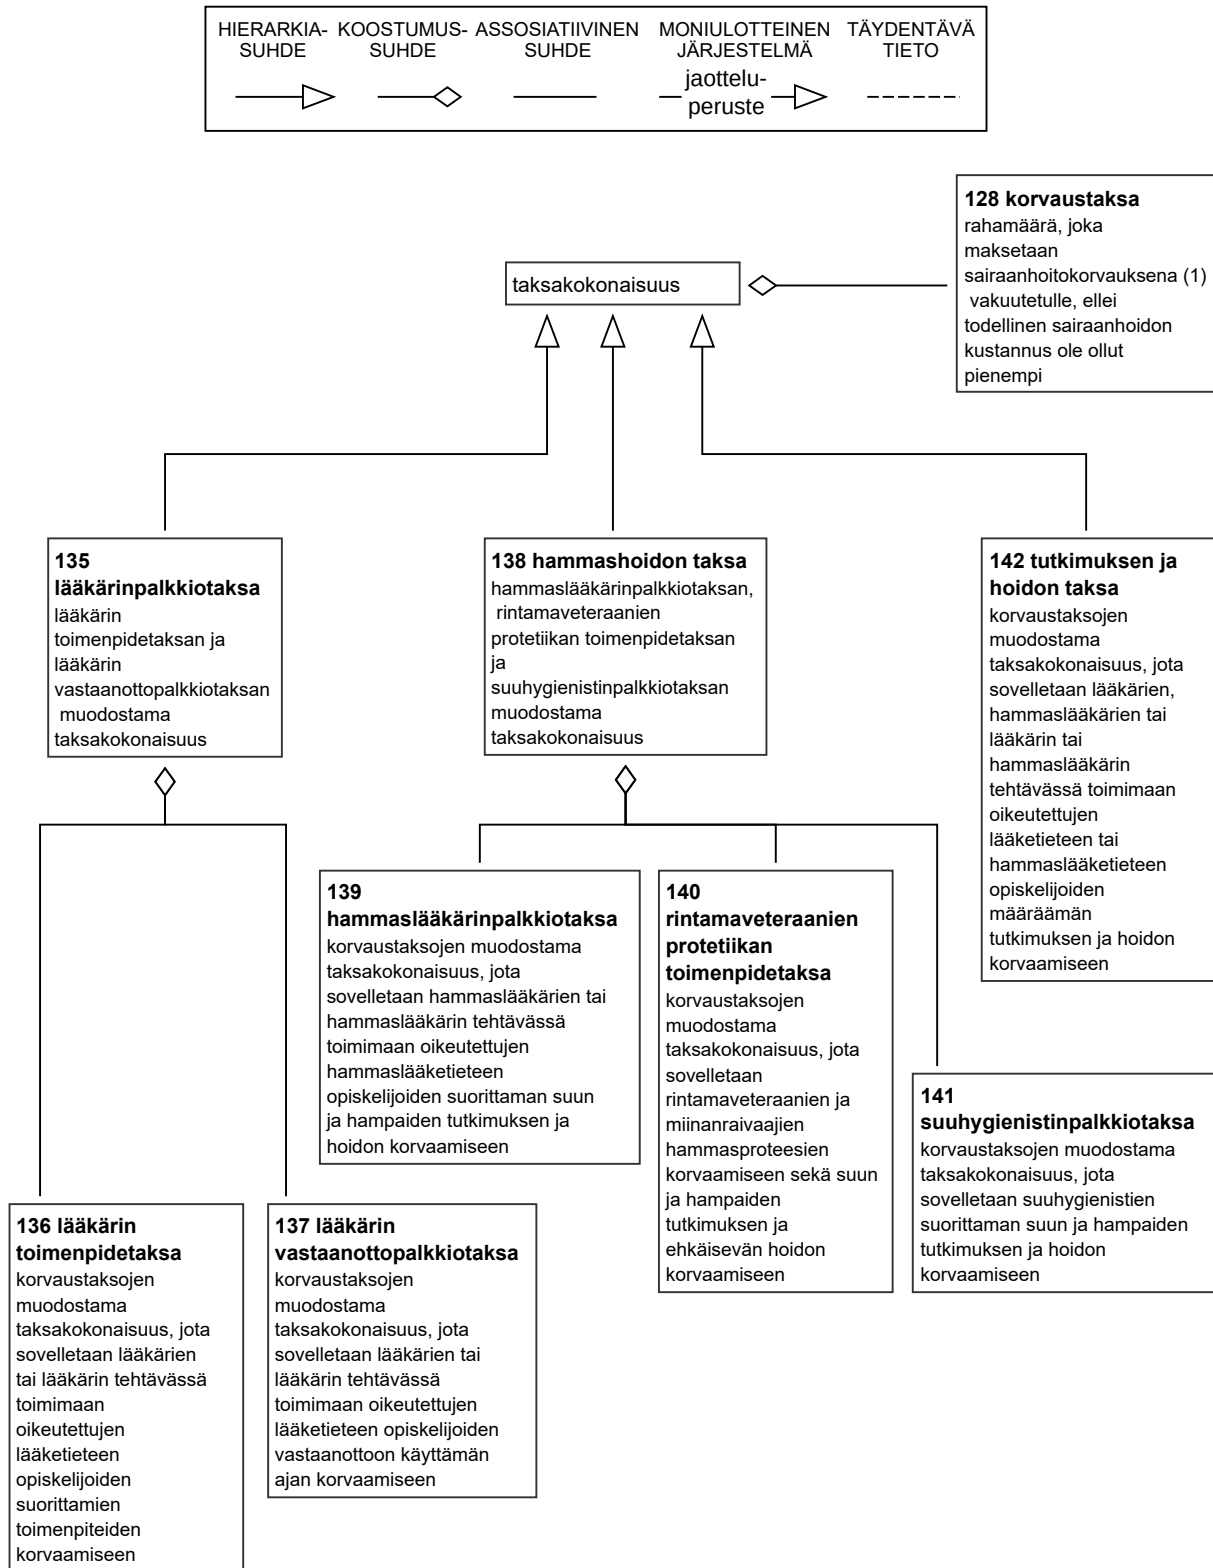 HIERARKIA-
SUHDE
KOOSTUMUS-
SUHDE
ASSOSIATIIVINEN
SUHDE
MONIULOTTEINEN
JÄRJESTELMÄ
jaottelu-
peruste
TÄYDENTÄVÄ
TIETO
128 korvaustaksa
rahamäärä, joka
maksetaan
sairaanhoitokorvauksena (1)
vakuutetulle, ellei
todellinen sairaanhoidon
kustannus ole ollut
pienempi
taksakokonaisuus
135
lääkärinpalkkiotaksa
lääkärin
toimenpidetaksan ja
lääkärin
vastaanottopalkkiotaksan
muodostama
taksakokonaisuus
138 hammashoidon taksa
hammaslääkärinpalkkiotaksan,
rintamaveteraanien
protetiikan toimenpidetaksan
ja
suuhygienistinpalkkiotaksan
muodostama
taksakokonaisuus
142 tutkimuksen ja
hoidon taksa
korvaustaksojen
muodostama
taksakokonaisuus, jota
sovelletaan lääkärien,
hammaslääkärien tai
lääkärin tai
hammaslääkärin
tehtävässä toimimaan
oikeutettujen
lääketieteen tai
hammaslääketieteen
opiskelijoiden
määräämän
tutkimuksen ja hoidon
korvaamiseen
139
hammaslääkärinpalkkiotaksa
korvaustaksojen muodostama
taksakokonaisuus, jota
sovelletaan hammaslääkärien tai
hammaslääkärin tehtävässä
toimimaan oikeutettujen
hammaslääketieteen
opiskelijoiden suorittaman suun
ja hampaiden tutkimuksen ja
hoidon korvaamiseen
140
rintamaveteraanien
protetiikan
toimenpidetaksa
korvaustaksojen
muodostama
taksakokonaisuus, jota
sovelletaan
rintamaveteraanien ja
miinanraivaajien
hammasproteesien
korvaamiseen sekä suun
ja hampaiden
tutkimuksen ja
ehkäisevän hoidon
korvaamiseen
141
suuhygienistinpalkkiotaksa
korvaustaksojen muodostama
taksakokonaisuus, jota
sovelletaan suuhygienistien
suorittaman suun ja hampaiden
tutkimuksen ja hoidon
korvaamiseen
136 lääkärin
toimenpidetaksa
korvaustaksojen
muodostama
taksakokonaisuus, jota
sovelletaan lääkärien
tai lääkärin tehtävässä
toimimaan
oikeutettujen
lääketieteen
opiskelijoiden
suorittamien
toimenpiteiden
korvaamiseen
137 lääkärin
vastaanottopalkkiotaksa
korvaustaksojen
muodostama
taksakokonaisuus, jota
sovelletaan lääkärien tai
lääkärin tehtävässä
toimimaan oikeutettujen
lääketieteen opiskelijoiden
vastaanottoon käyttämän
ajan korvaamiseen